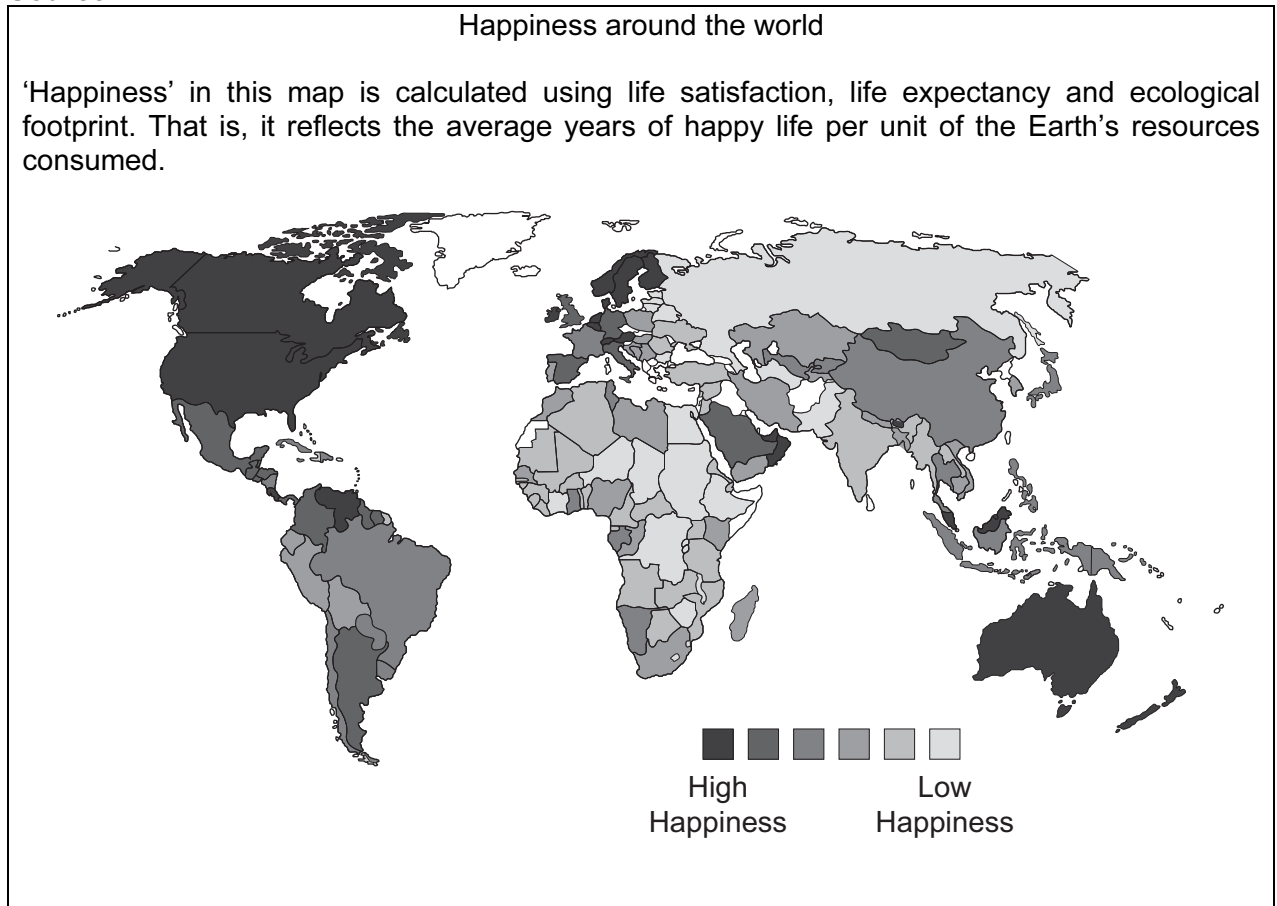 Happiness around the world
‘Happiness’ in this map is calculated using life satisfaction, life expectancy and ecological
footprint. That is, it reflects the average years of happy life per unit of the Earth’s resources
consumed.
High
Happiness
Low
Happiness